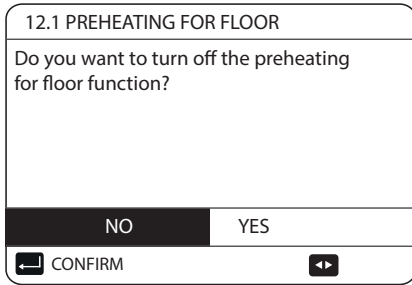 12.1 PREHEATING FOR FLOOR
Do you want to turn off the preheating
for floor function?
NO YES
CONFIRM